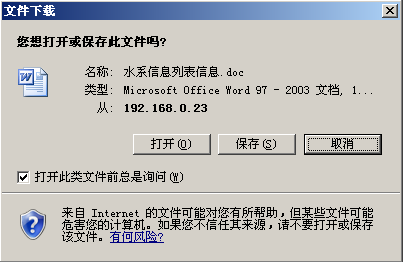 文件下载
您想打开或保存此文件吗?
名称: 水系信息列表信息.doc
类型: Microsoft Office Word 97 - 2003 文档, 1...
从: 192.168.0.23
打开(O) 保存(S) 取消
打开此类文件前总是询问(W)
来自 Internet 的文件可能对您有所帮助，但某些文件可能
危害您的计算机。如果您不信任其来源，请不要打开或保存
该文件。有何风险?